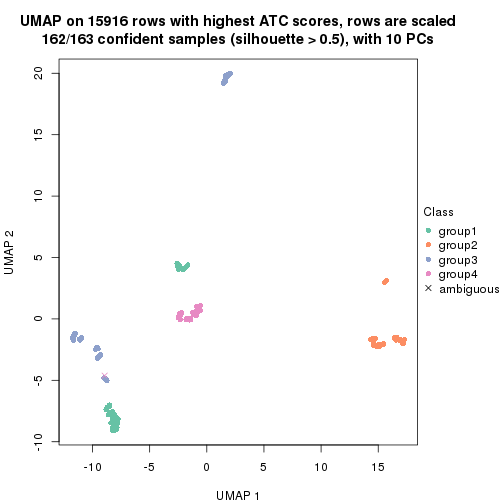 UMAP on 15916 rows with highest ATC scores, rows are scaled
162/163 confident samples (silhouette > 0.5), with 10 PCs
20
15
10
5
0
-5
-10
UMAP 2
-10
-5
0
5
10
15
UMAP 1
Class
group1
group2
group3
group4
ambiguous